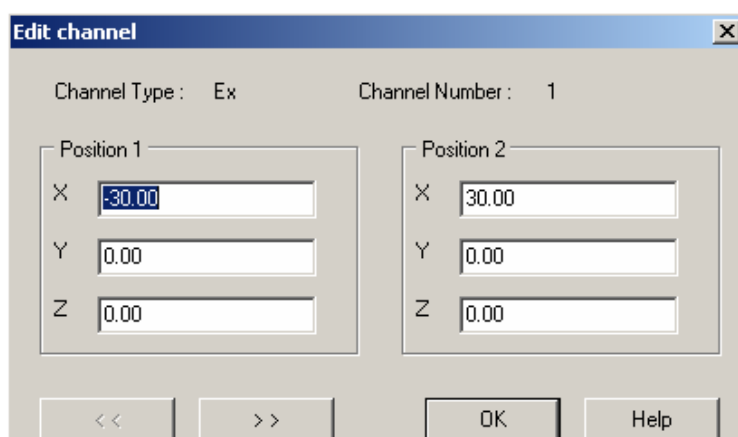 Edit channel
Channel Type : Ex Channel Number : 1
Position 1 Position 2
X -30.00 X 30.00
Y 0.00 Y 0.00
Z 0.00 Z 0.00
<< >> OK Help